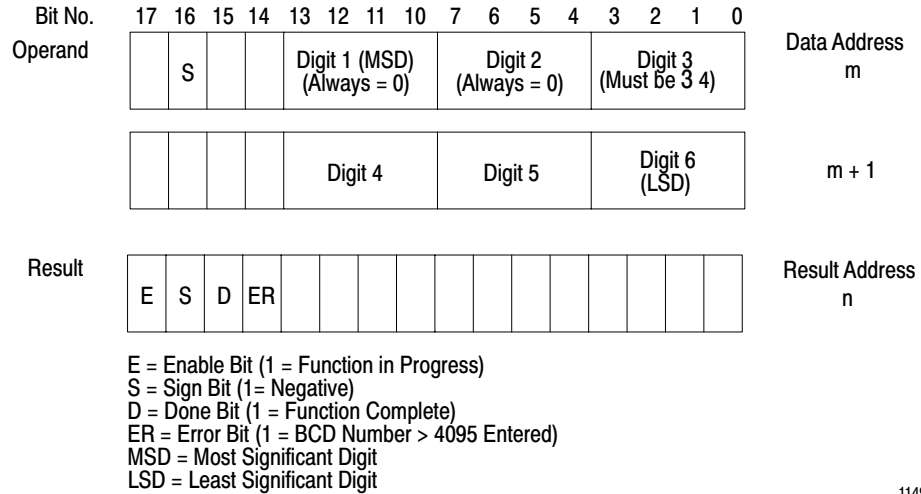 Bit No. 17 16 15 14 13 12 11 10 7 6 5 4 3 2 1 0
Operand
S
Digit 1 (MSD)
(Always = 0)
Digit 2
(Always = 0)
Digit 3
(Must be 3 4)
Data Address
m
Digit 4
Digit 5
Digit 6
(LSD)
m + 1
Result
E S D ER
Result Address
n
E = Enable Bit (1 = Function in Progress)
S = Sign Bit (1= Negative)
D = Done Bit (1 = Function Complete)
ER = Error Bit (1 = BCD Number > 4095 Entered)
MSD = Most Significant Digit
LSD = Least Significant Digit